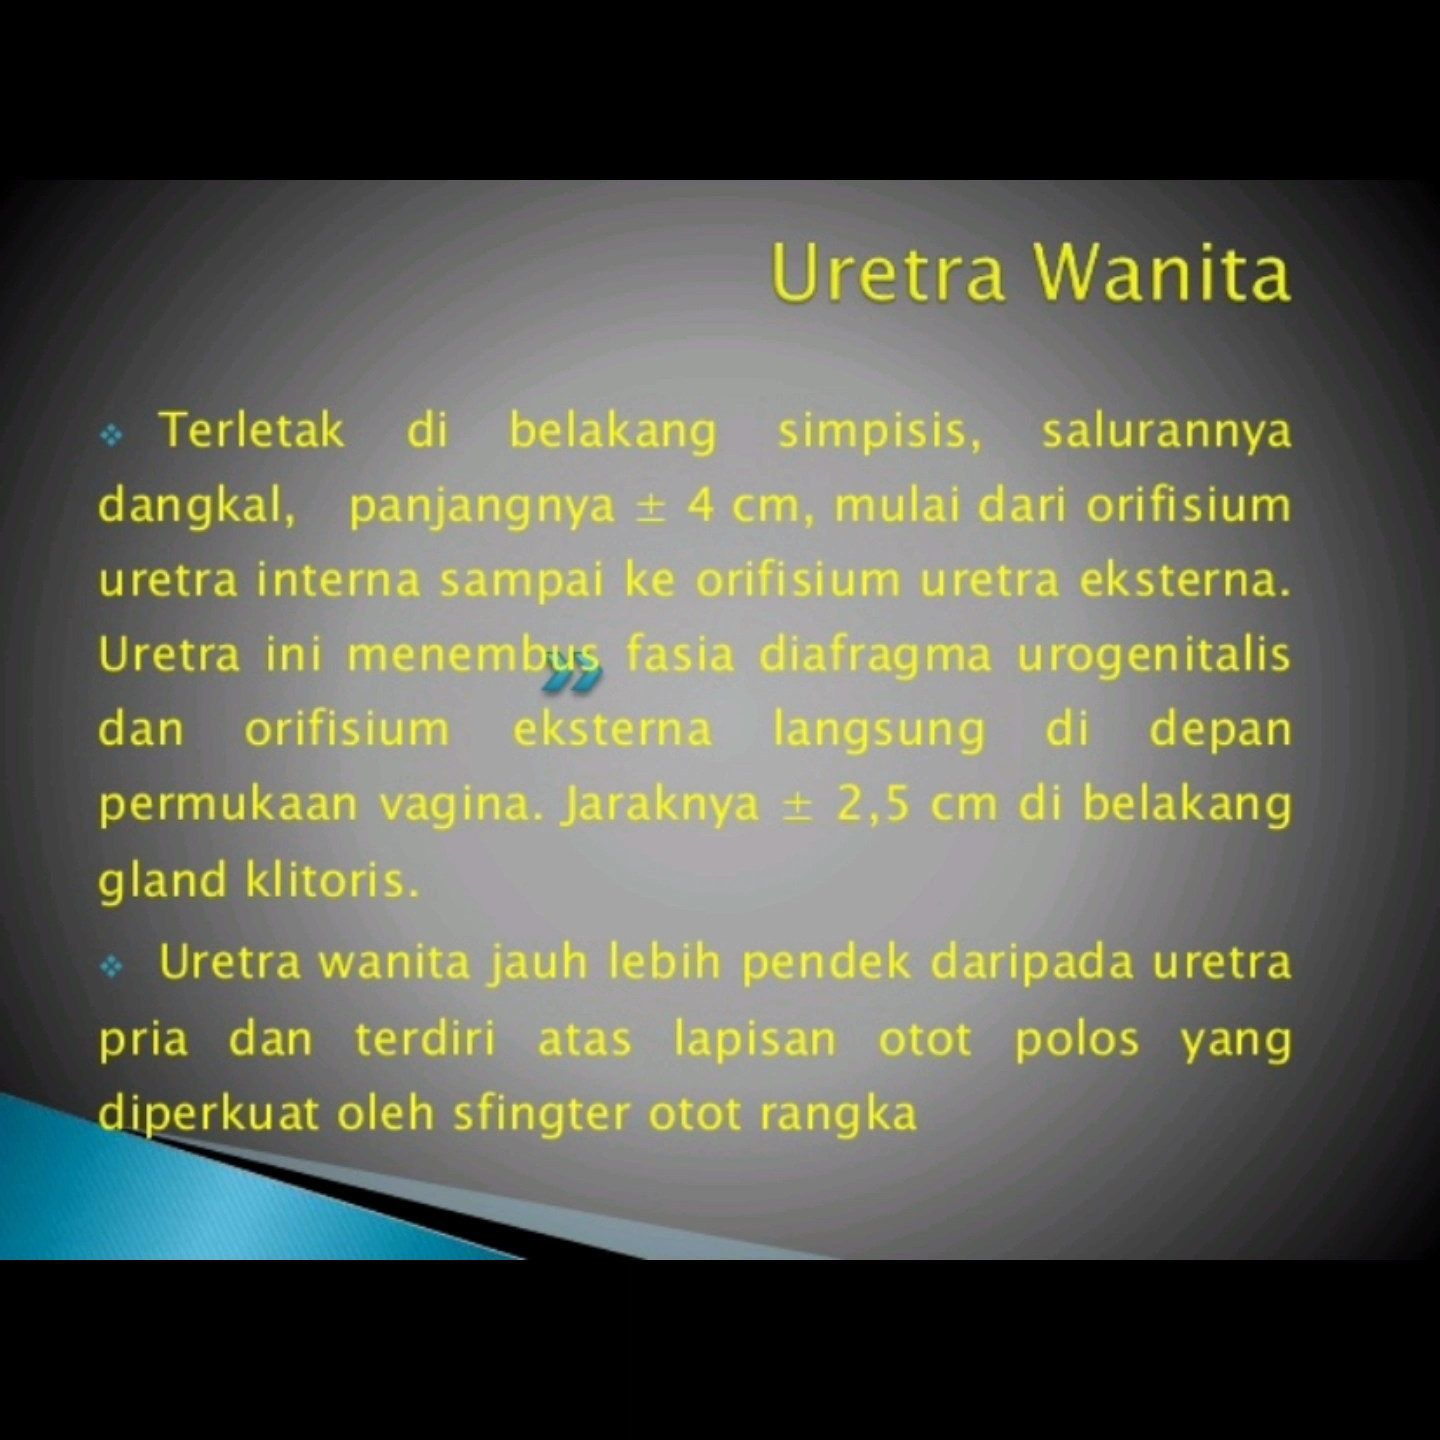 Uretra Wanita
Terletak di belakang simpisis, salurannya
dangkal, panjangnya ± 4 cm, mulai dari orifisium
uretra interna sampai ke orifisium uretra eksterna.
Uretra ini menembus fasia diafragma urogenitalis
dan orifisium eksterna langsung di depan
permukaan vagina. Jaraknya ± 2,5 cm di belakang
gland klitoris.
Uretra wanita jauh lebih pendek daripada uretra
pria dan terdiri atas lapisan otot polos yang
diperkuat oleh sfingter otot rangka